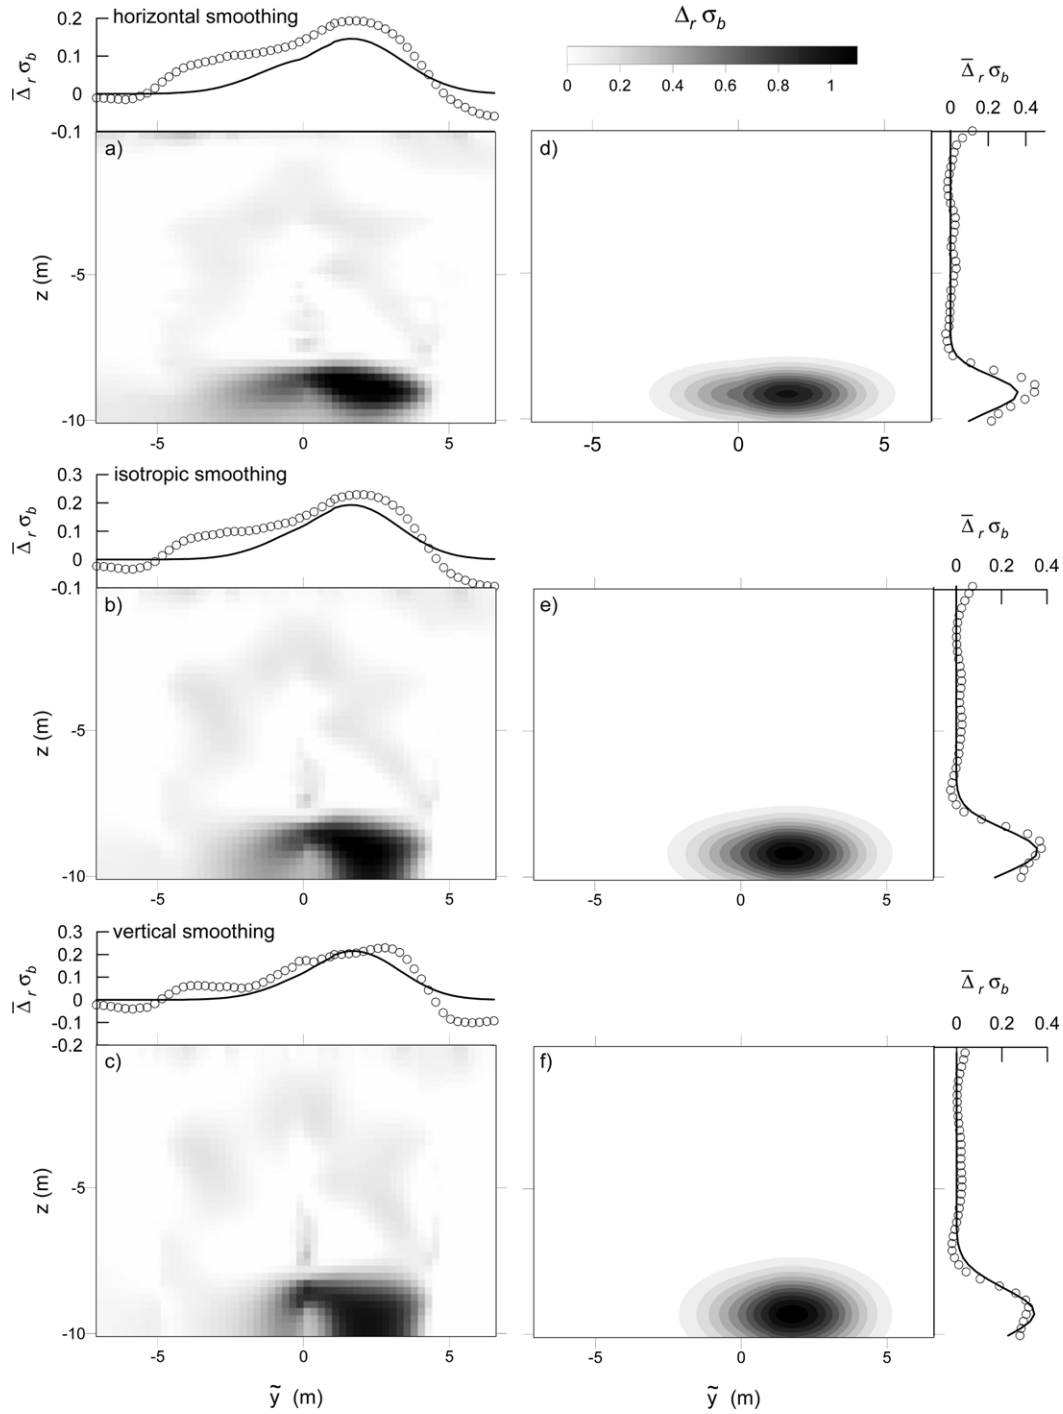 horizontal smoothing
0.2
0.1
0
-0.1
Δ̅ r σb
Δr σb
0 0.2 0.4 0.6 0.8 1
Δ̅ r σb
0 0.2 0.4
a)
d)
z (m)
-5
-10
-5 0 5
-5 0 5
isotropic smoothing
0.3
0.2
0.1
0
-0.1
Δ̅ r σb
Δ̅ r σb
0 0.2 0.4
b)
e)
z (m)
-5
-10
-5 0 5
-5 0 5
vertical smoothing
0.3
0.2
0.1
0
-0.1
-0.2
Δ̅ r σb
Δ̅ r σb
0 0.2 0.4
c)
f)
z (m)
-5
-10
-5 0 5
-5 0 5
ỹ (m)
ỹ (m)